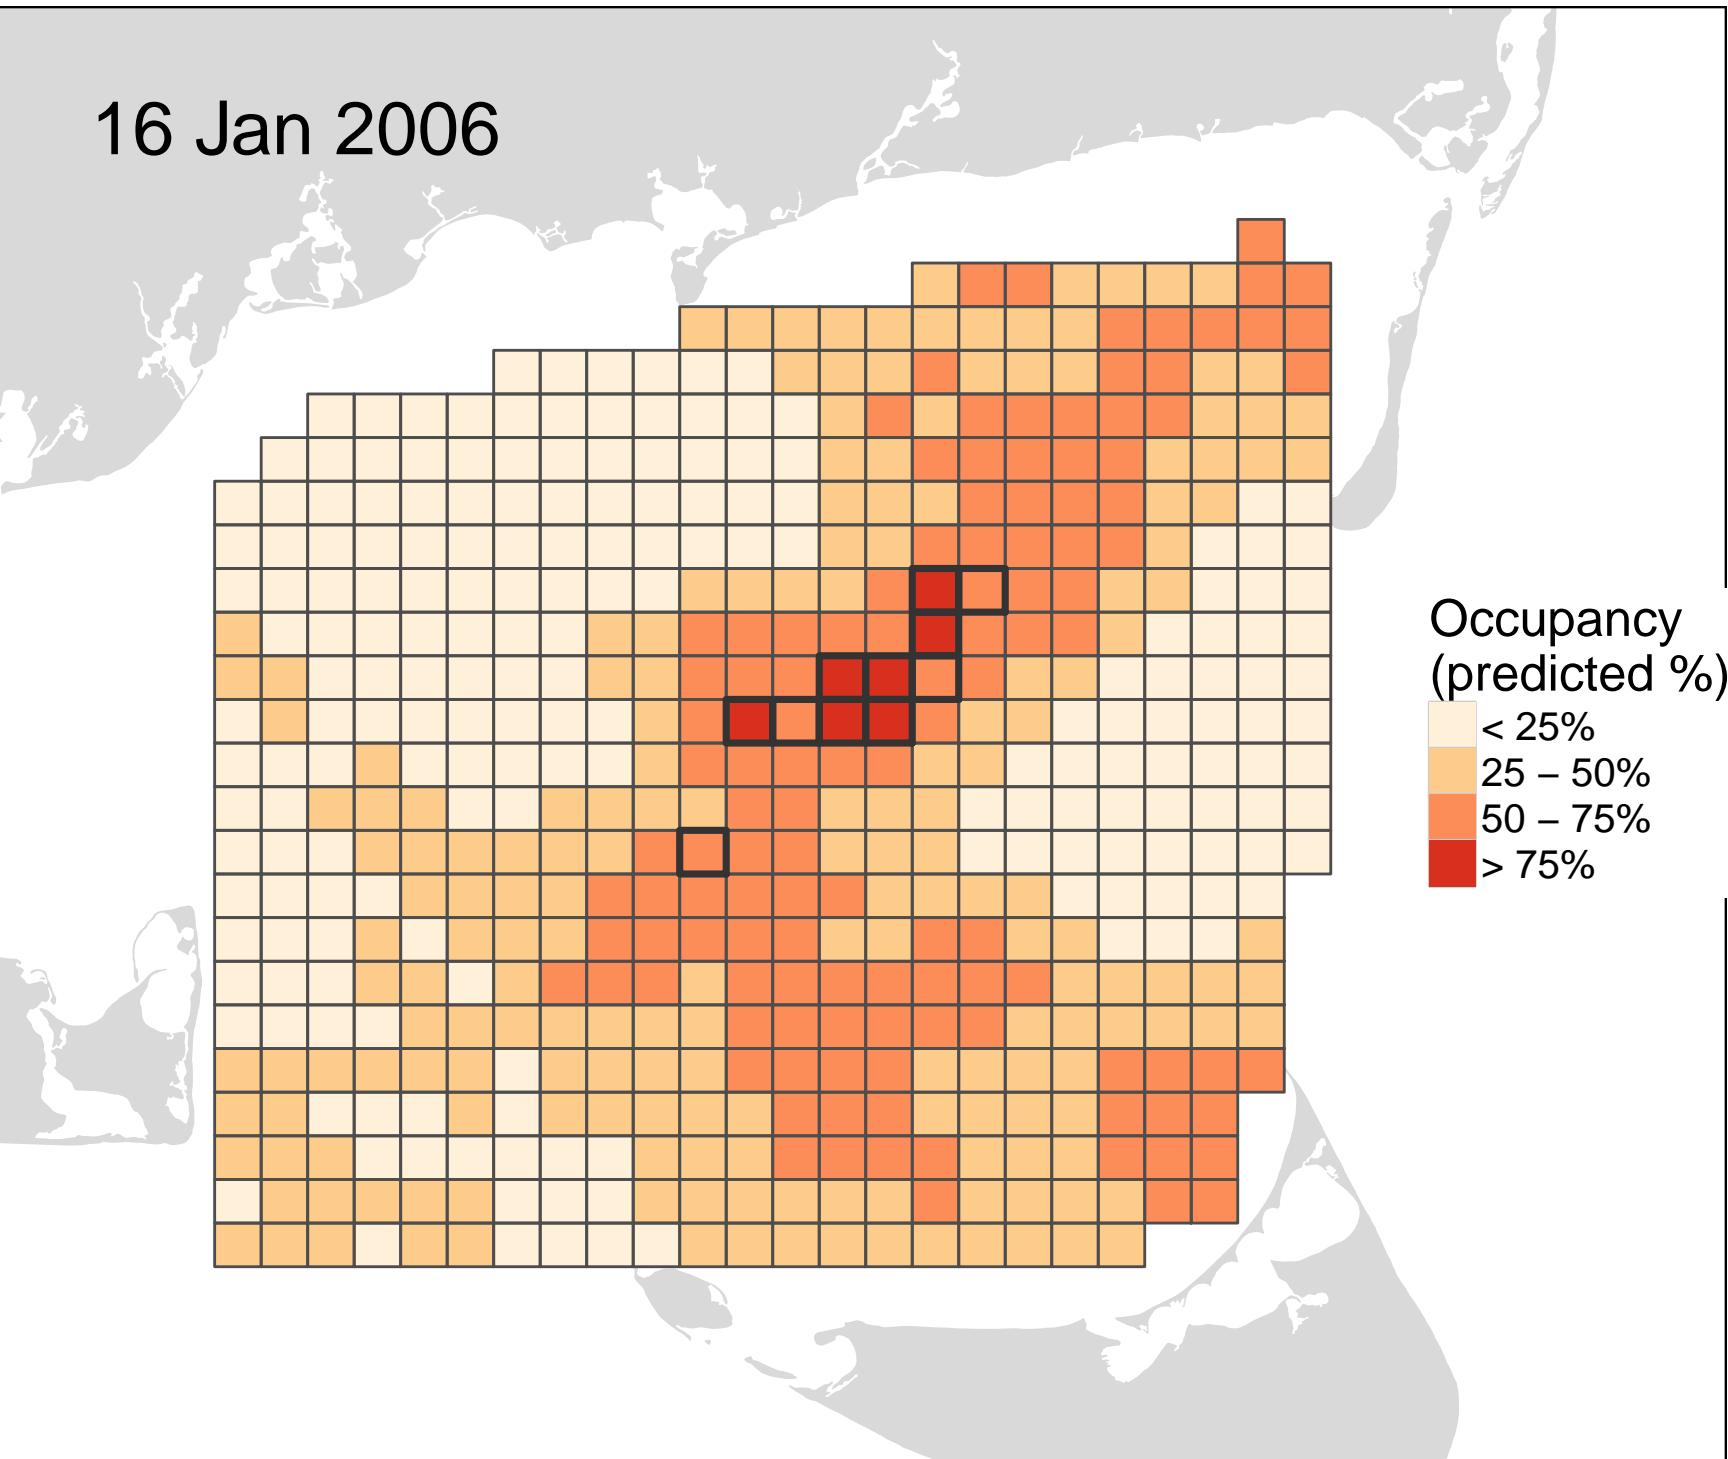 16 Jan 2006
Occupancy
(predicted %)
< 25%
25 – 50%
50 – 75%
> 75%